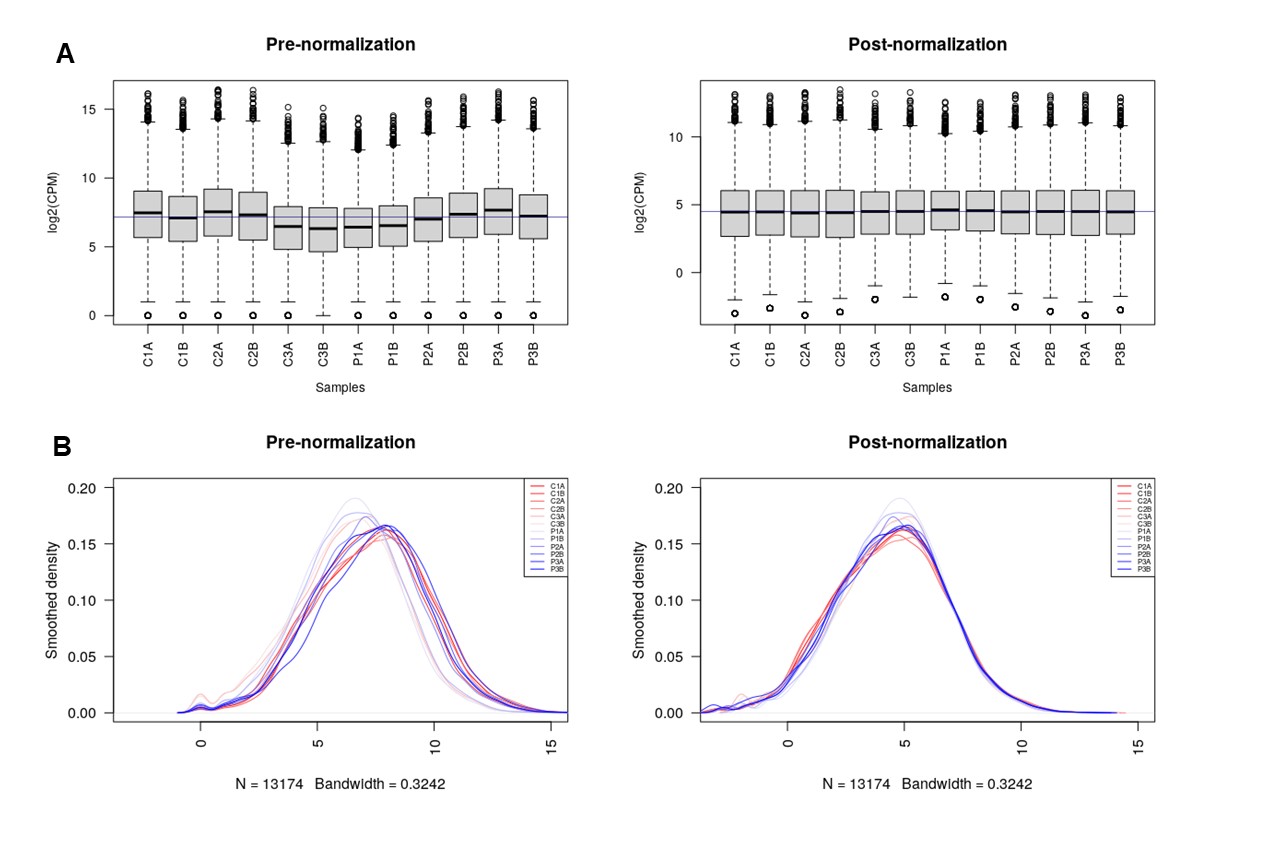 A
Pre-normalization
Post-normalization
log2(CPM)
15
10
5
0
C1A C1B C2A C2B C3A C3B P1A P1B P2A P2B P3A P3B
Samples
log2(CPM)
10
5
0
C1A C1B C2A C2B C3A C3B P1A P1B P2A P2B P3A P3B
Samples
B
Pre-normalization
Post-normalization
Smoothed density
0.20
0.15
0.10
0.05
0.00
0 5 10 15
C1A
C1B
C2A
C2B
C3A
C3B
P1A
P1B
P2A
P2B
P3A
P3B
N = 13174 Bandwidth = 0.3242
Smoothed density
0.20
0.15
0.10
0.05
0.00
0 5 10 15
C1A
C1B
C2A
C2B
C3A
C3B
P1A
P1B
P2A
P2B
P3A
P3B
N = 13174 Bandwidth = 0.3242